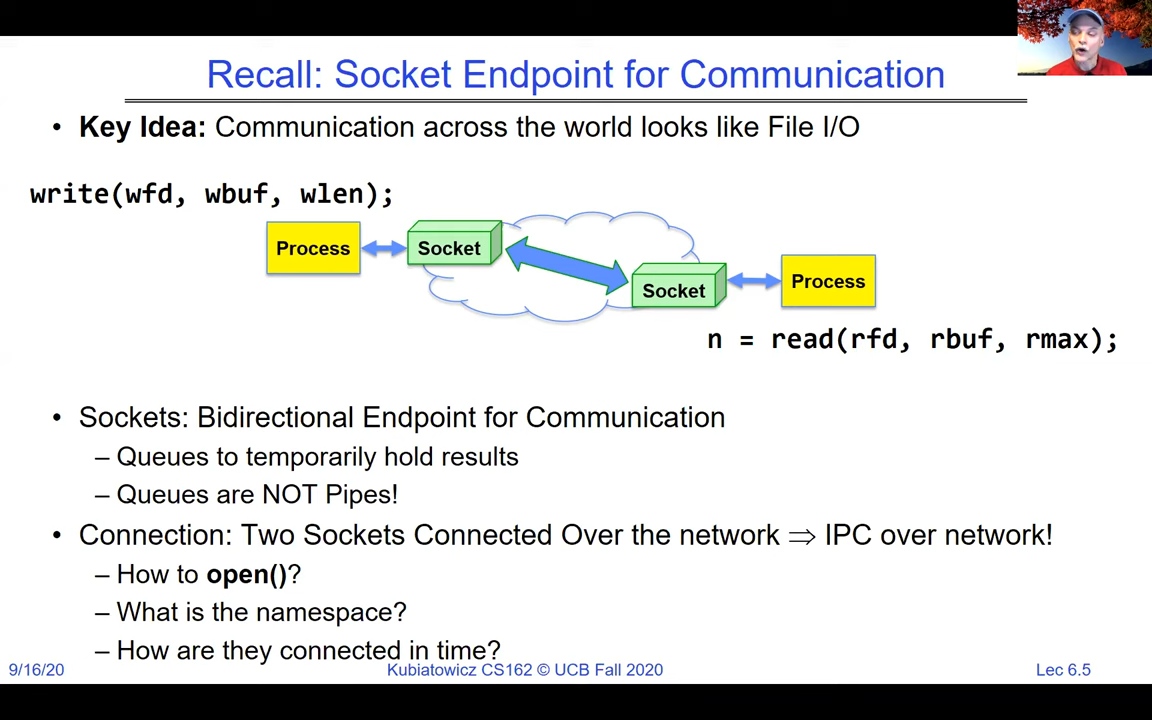 Recall: Socket Endpoint for Communication
• Key Idea: Communication across the world looks like File I/O
write(wfd, wbuf, wlen);
Process
Socket
Socket
Process
n = read(rfd, rbuf, rmax);
• Sockets: Bidirectional Endpoint for Communication
– Queues to temporarily hold results
– Queues are NOT Pipes!
• Connection: Two Sockets Connected Over the network ⇒ IPC over network!
– How to open()?
– What is the namespace?
– How are they connected in time?
9/16/20
Kubiatowicz CS162 © UCB Fall 2020
Lec 6.5